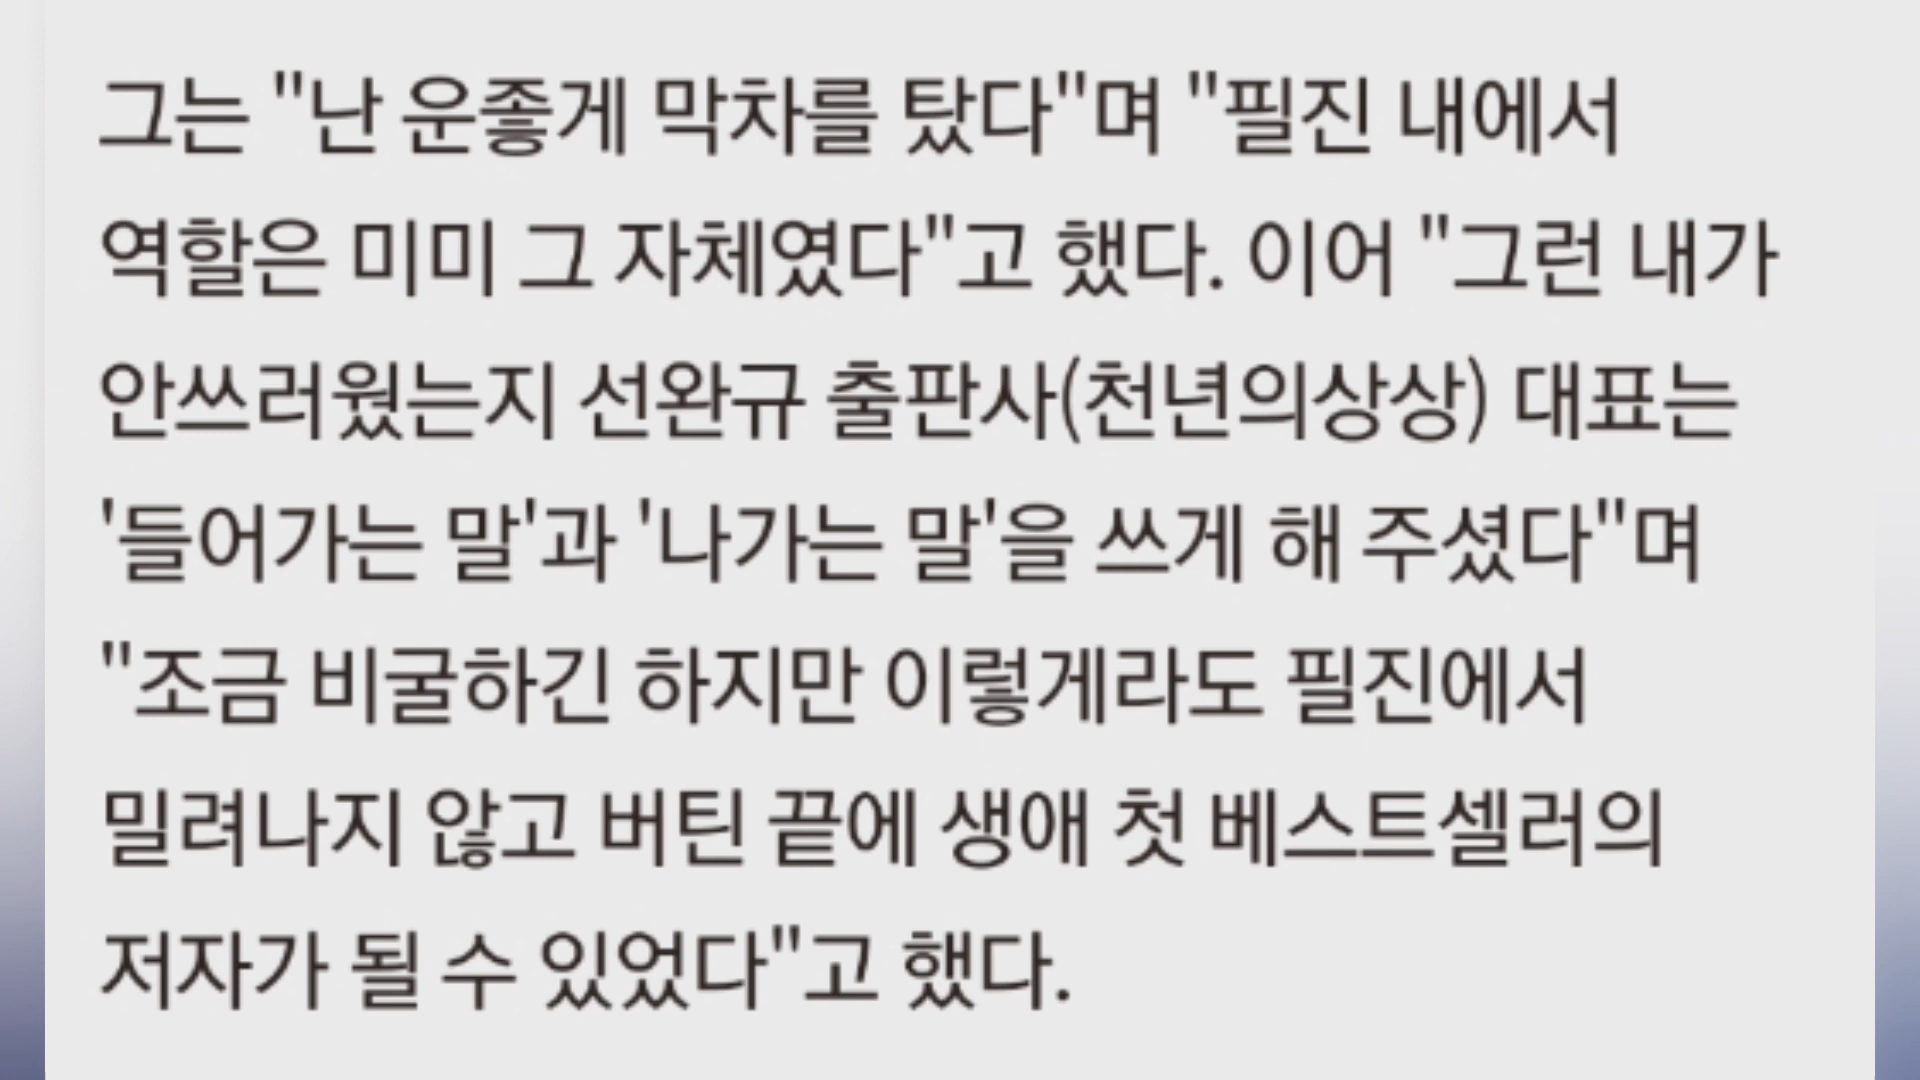 그는 "난 운좋게 막차를 탔다"며 "필진 내에서
역할은 미미 그 자체였다"고 했다. 이어 "그런 내가
안쓰러웠는지 선완규 출판사(천년의상상) 대표는
'들어가는 말'과 '나가는 말'을 쓰게 해 주셨다"며
"조금 비굴하긴 하지만 이렇게라도 필진에서
밀려나지 않고 버틴 끝에 생애 첫 베스트셀러의
저자가 될 수 있었다"고 했다.